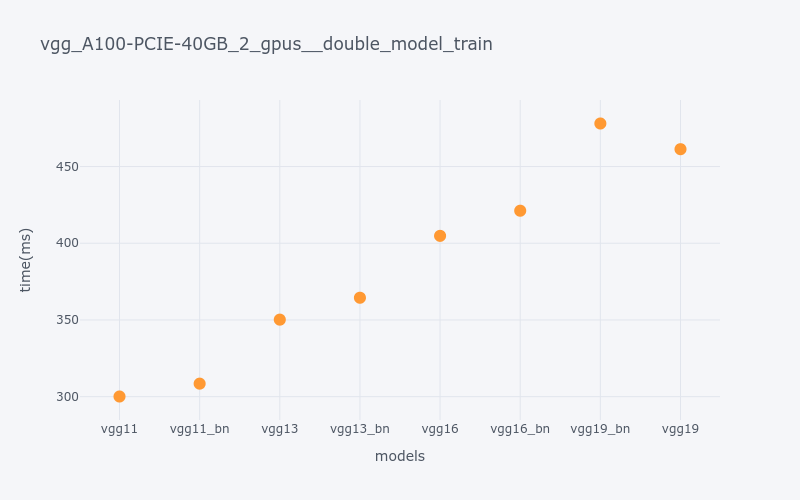 vgg_A100-PCIE-40GB_2_gpus__double_model_train
time(ms)
450
400
350
300
vgg11 vgg11_bn vgg13 vgg13_bn vgg16 vgg16_bn vgg19_bn vgg19
models